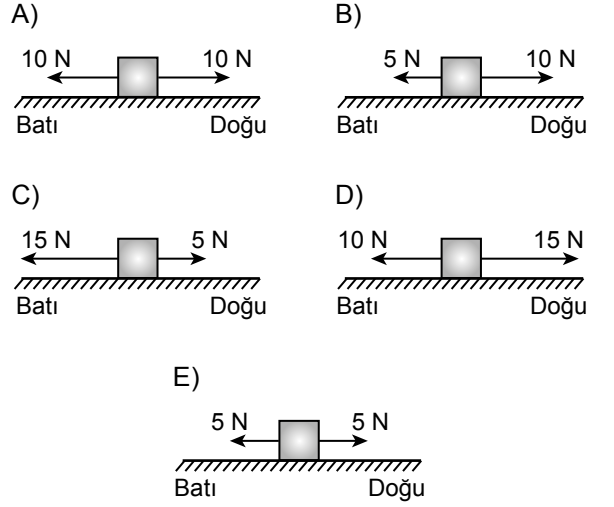 A)
10 N 10 N
Batı Doğu
B)
5 N 10 N
Batı Doğu
C)
15 N 5 N
Batı Doğu
D)
10 N 15 N
Batı Doğu
E)
5 N 5 N
Batı Doğu